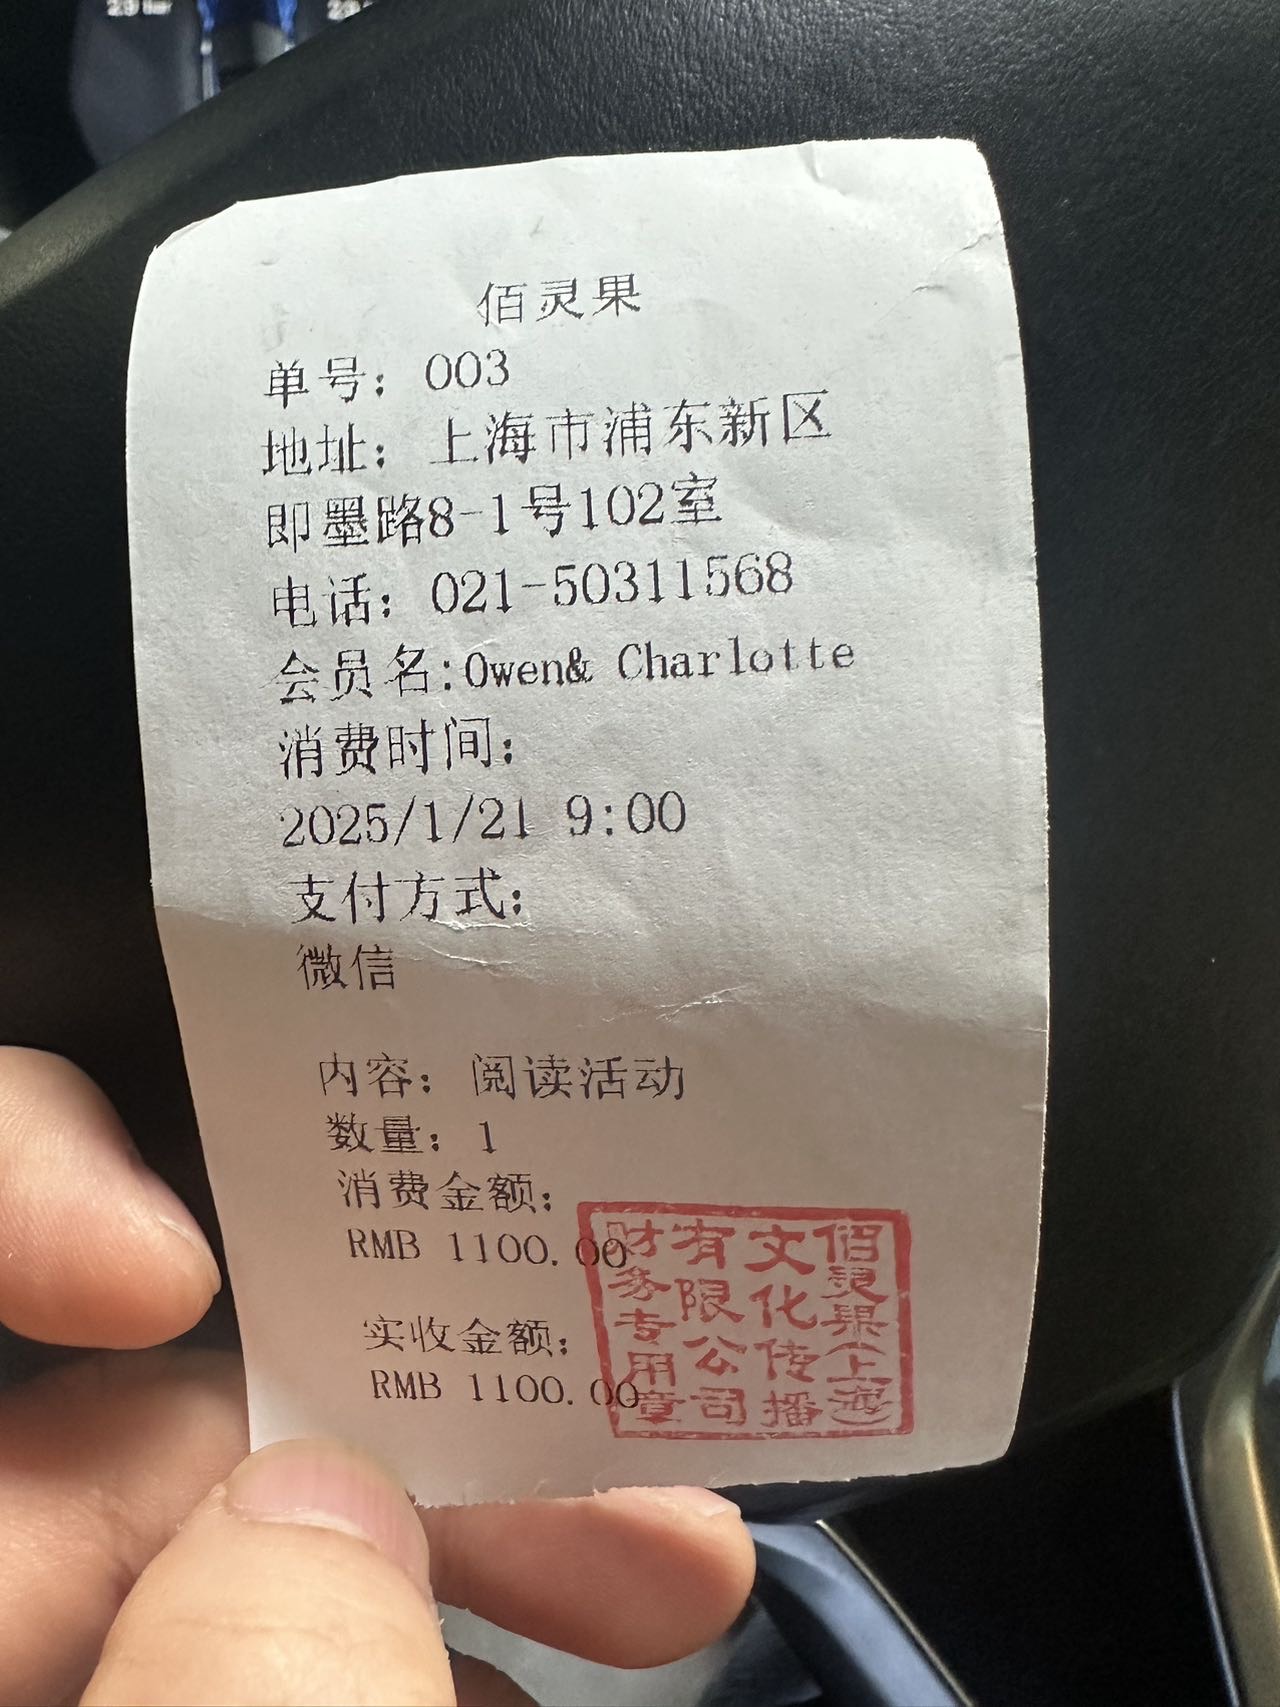 佰灵果
单号：003
地址：上海市浦东新区
即墨路8-1号102室
电话：021-50311568
会员名:Owen& Charlotte
消费时间：
2025/1/21 9:00
支付方式：
微信
内容：阅读活动
数量：1
消费金额：
RMB 1100.00
实收金额：
RMB 1100.00
佰灵果(上海)
文化传播
有限公司
财务专用章